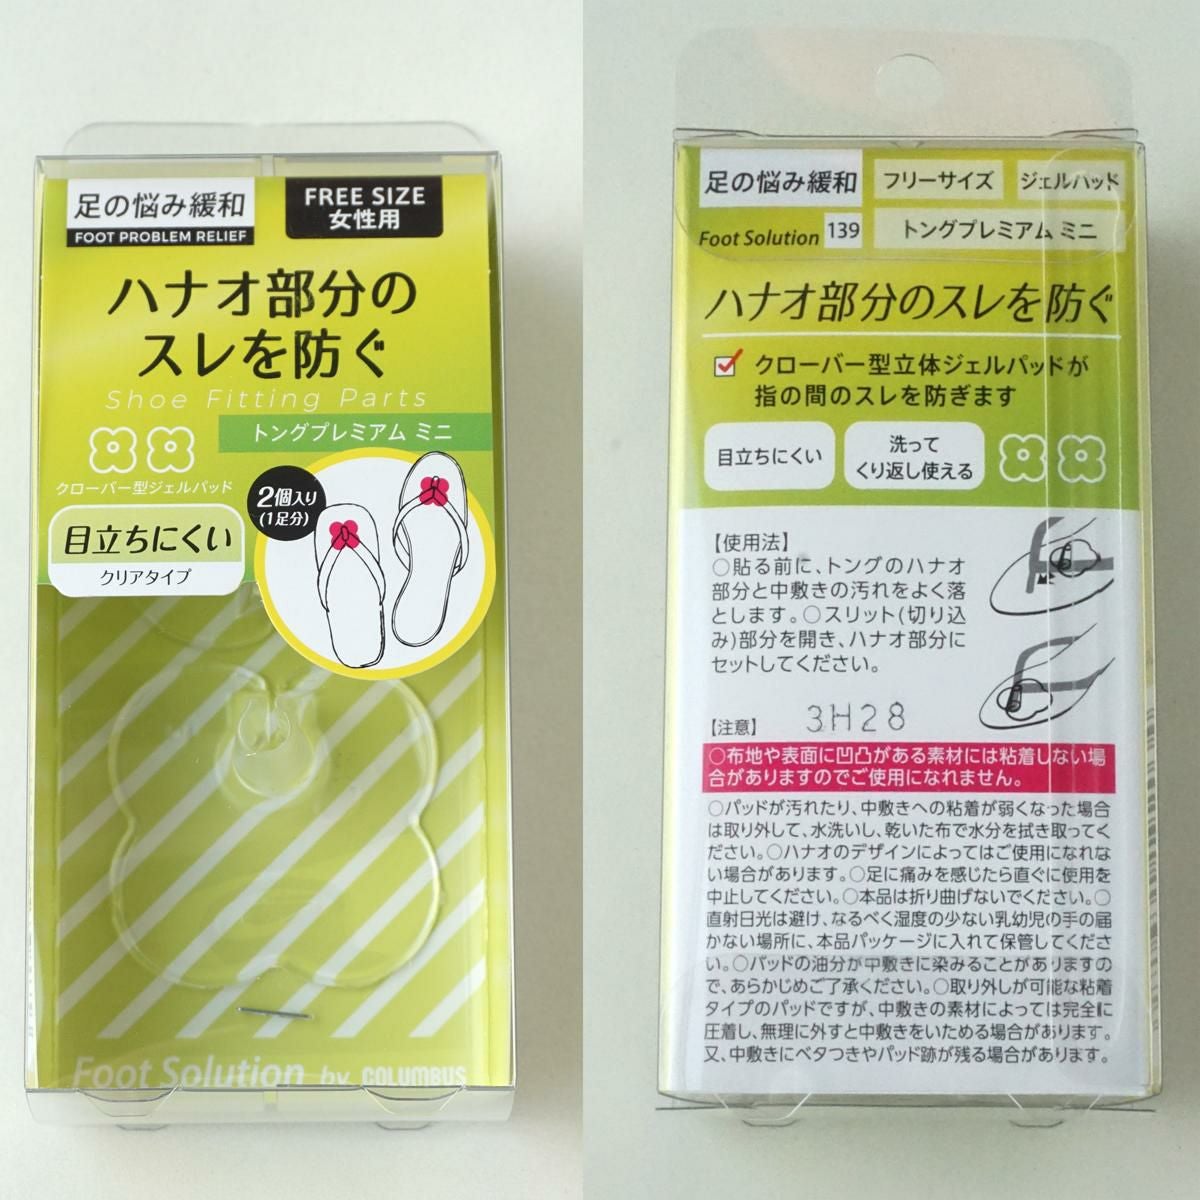 足の悩み緩和
FOOT PROBLEM RELIEF
FREE SIZE
女性用
ハナオ部分の
スレを防ぐ
Shoe Fitting Parts
トングプレミアム ミニ
クローバー型ジェルパッド
2個入り
(1足分)
目立ちにくい
クリアタイプ
Foot Solution by COLUMBUS
足の悩み緩和
フリーサイズ
ジェルパッド
Foot Solution 139
トングプレミアム ミニ
ハナオ部分のスレを防ぐ
クローバー型立体ジェルパッドが
指の間のスレを防ぎます
目立ちにくい
洗って
くり返し使える
【使用法】
○貼る前に、トングのハナオ
部分と中敷きの汚れをよく落
とします。○スリット(切り込
み)部分を開き、ハナオ部分に
セットしてください。
【注意】
3H28
○布地や表面に凹凸がある素材には粘着しない場
合がありますのでご使用になれません。
○パッドが汚れたり、中敷きへの粘着が弱くなった場合
は取り外して、水洗いし、乾いた布で水分を拭き取ってく
ださい。○ハナオのデザインによってはご使用になれな
い場合があります。○足に痛みを感じたら直ぐに使用を
中止してください。○本品は折り曲げないでください。○
直射日光は避け、なるべく湿度の少ない乳幼児の手の届
かない場所に、本品パッケージに入れて保管してくださ
い。○パッドの油分が中敷きに染みることがありますの
で、あらかじめご了承ください。○取り外しが可能な粘着
タイプのパッドですが、中敷きの素材によっては完全に
圧着し、無理に外すと中敷きをいためる場合があります。
又、中敷きにベタつきやパッド跡が残る場合があります。